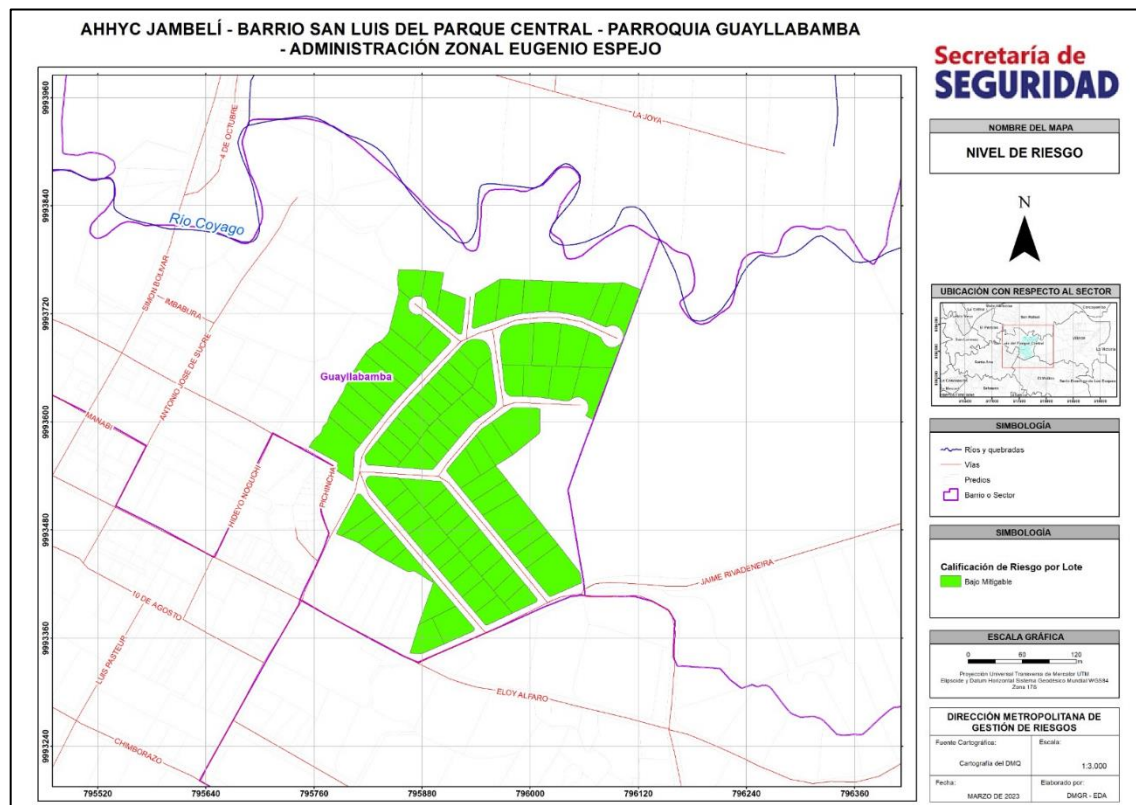 AHHYC JAMBELÍ - BARRIO SAN LUIS DEL PARQUE CENTRAL - PARROQUIA GUAYLLABAMBA
- ADMINISTRACIÓN ZONAL EUGENIO ESPEJO
Secretaría de
SEGURIDAD
NOMBRE DEL MAPA
NIVEL DE RIESGO
N
UBICACIÓN CON RESPECTO AL SECTOR
SIMBOLOGÍA
Ríos y quebradas
Vías
Predios
Barrio o Sector
SIMBOLOGÍA
Calificación de Riesgo por Lote
Bajo Mitigable
ESCALA GRÁFICA
0 60 120
m
Proyección Universal Transversa de Mercator UTM
Elipsoide y Datum Horizontal Sistema Geodésico Mundial WGS84
Zona 17S
DIRECCIÓN METROPOLITANA DE
GESTIÓN DE RIESGOS
Fuente Cartográfica:
Cartografía del DMQ
Escala:
1:3.000
Fecha:
MARZO DE 2023
Elaborado por:
DMGR - EDA
LA JOYA
4 DE OCTUBRE
Río Coyago
SIMON BOLIVAR
IMBABURA
ANTONIO JOSE DE SUCRE
Guayllabamba
MANABI
HIDEYO NOGUCHI
PICHINCHA
JAIME RIVADENEIRA
10 DE AGOSTO
LUIS PASTEUR
ELOY ALFARO
CHIMBORAZO
9993960
9993840
9993720
9993600
9993480
9993360
9993240
795520 795640 795760 795880 796000 796120 796240 796360